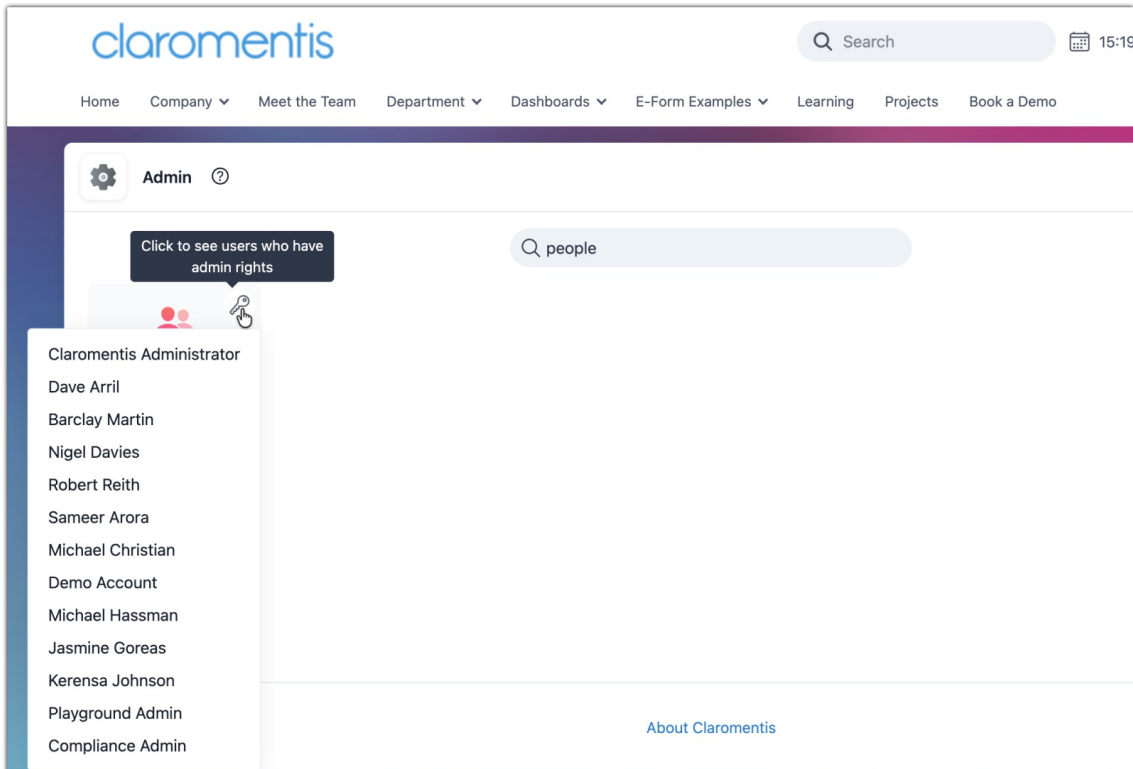 claromentis
Search
15:19
Home Company Meet the Team Department Dashboards E-Form Examples Learning Projects Book a Demo
Admin
people
Click to see users who have
admin rights
Claromentis Administrator
Dave Arril
Barclay Martin
Nigel Davies
Robert Reith
Sameer Arora
Michael Christian
Demo Account
Michael Hassman
Jasmine Goreas
Kerensa Johnson
Playground Admin
Compliance Admin
About Claromentis